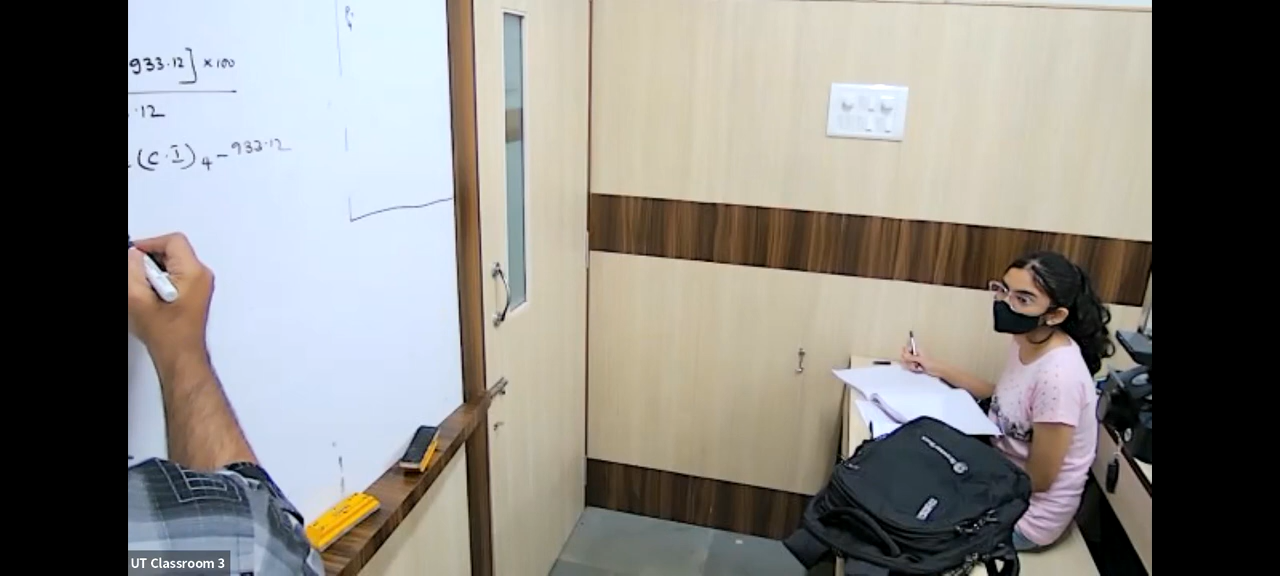 933.12] × 100
.12
(C.I)4 - 933.12
UT Classroom 3